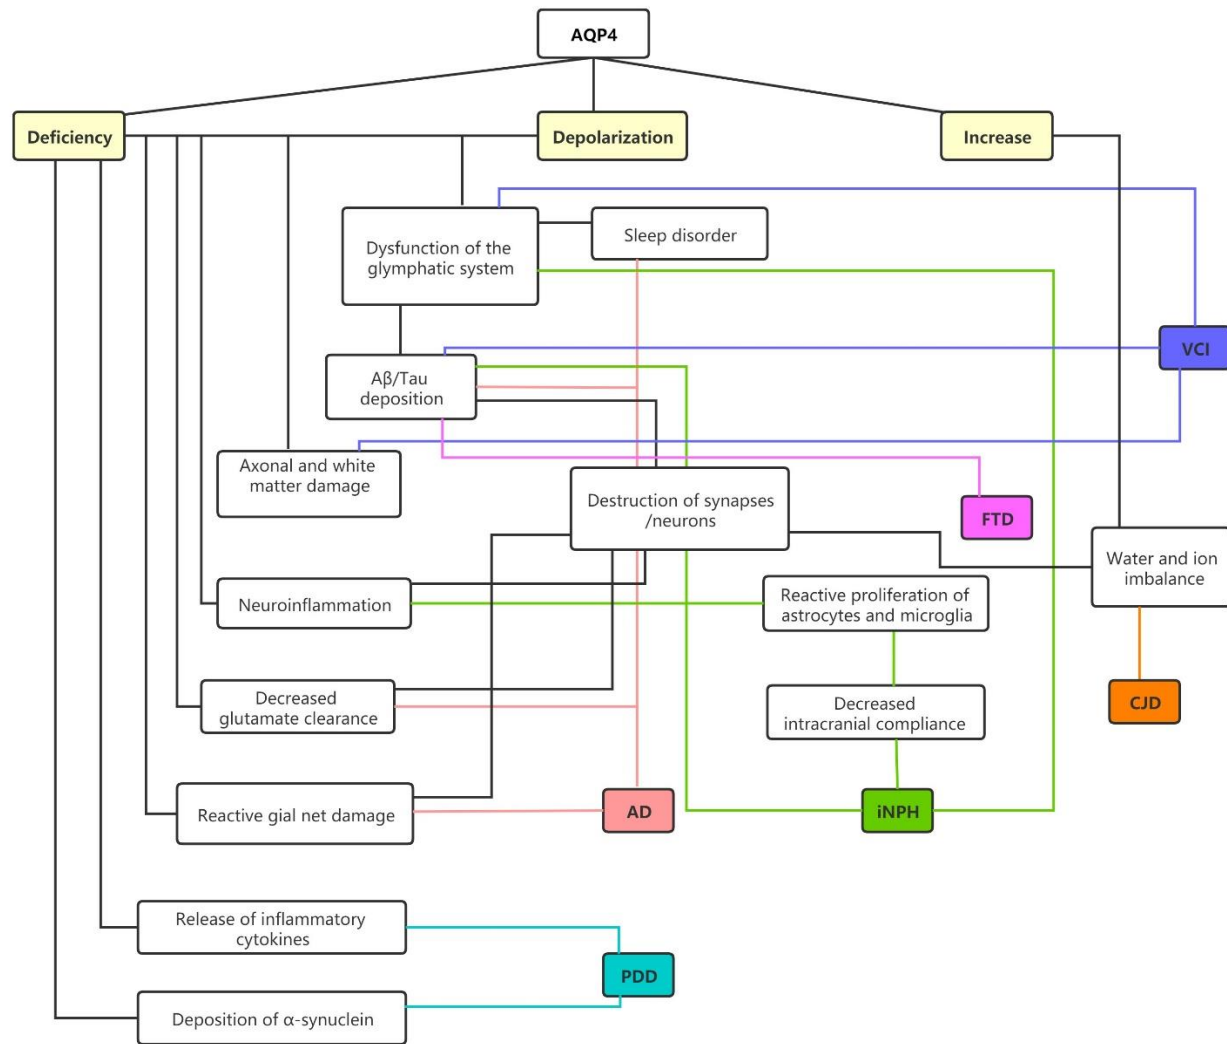 AQP4
Deficiency
Depolarization
Increase
Dysfunction of the
glymphatic system
Sleep disorder
VCI
Aβ/Tau
deposition
Axonal and white
matter damage
Destruction of synapses
/neurons
FTD
Water and ion
imbalance
Neuroinflammation
Reactive proliferation of
astrocytes and microglia
Decreased
glutamate clearance
Decreased
intracranial compliance
CJD
Reactive gial net damage
AD
iNPH
Release of inflammatory
cytokines
PDD
Deposition of α-synuclein